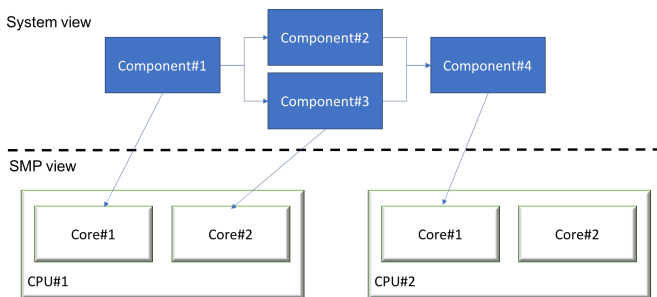 System view
Component#1
Component#2
Component#3
Component#4
SMP view
Core#1
Core#2
CPU#1
Core#1
Core#2
CPU#2